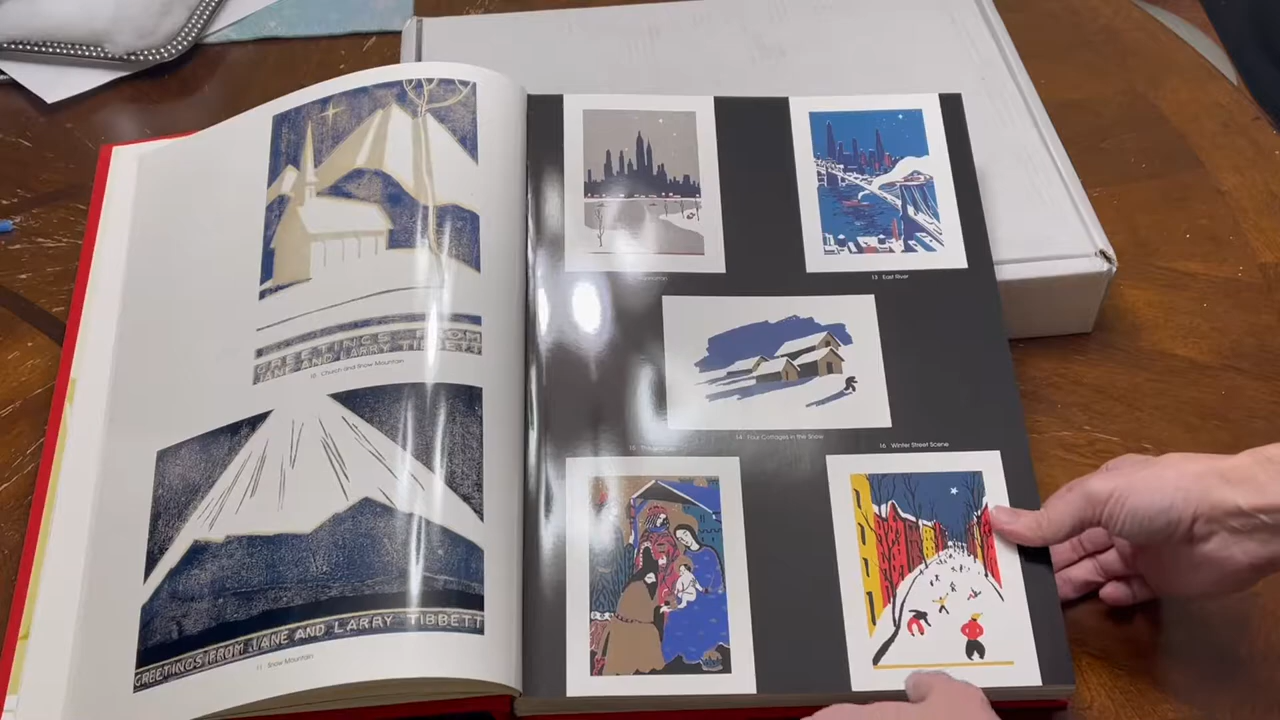 GREETINGS FROM
JANE AND LARRY TIBBETT
10 Church and Snow Mountain
GREETINGS FROM JANE AND LARRY TIBBETT
11 Snow Mountain
13 East River
14 Four Cottages in the Snow
16 Winter Street Scene